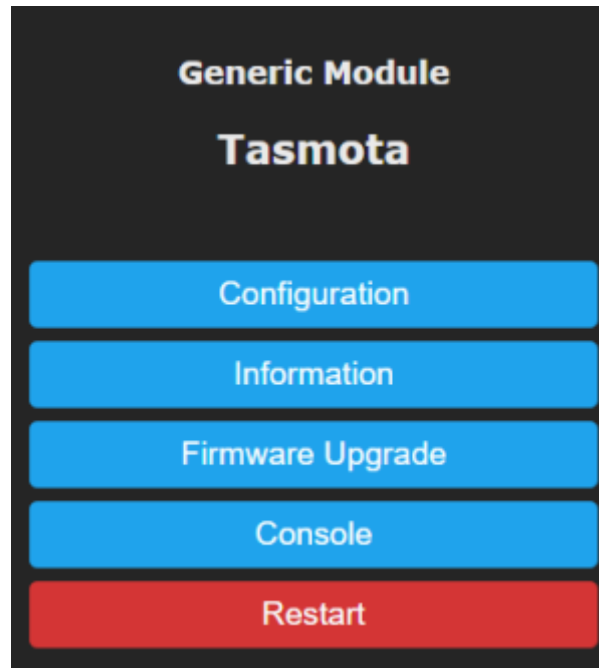 Generic Module
Tasmota
Configuration
Information
Firmware Upgrade
Console
Restart